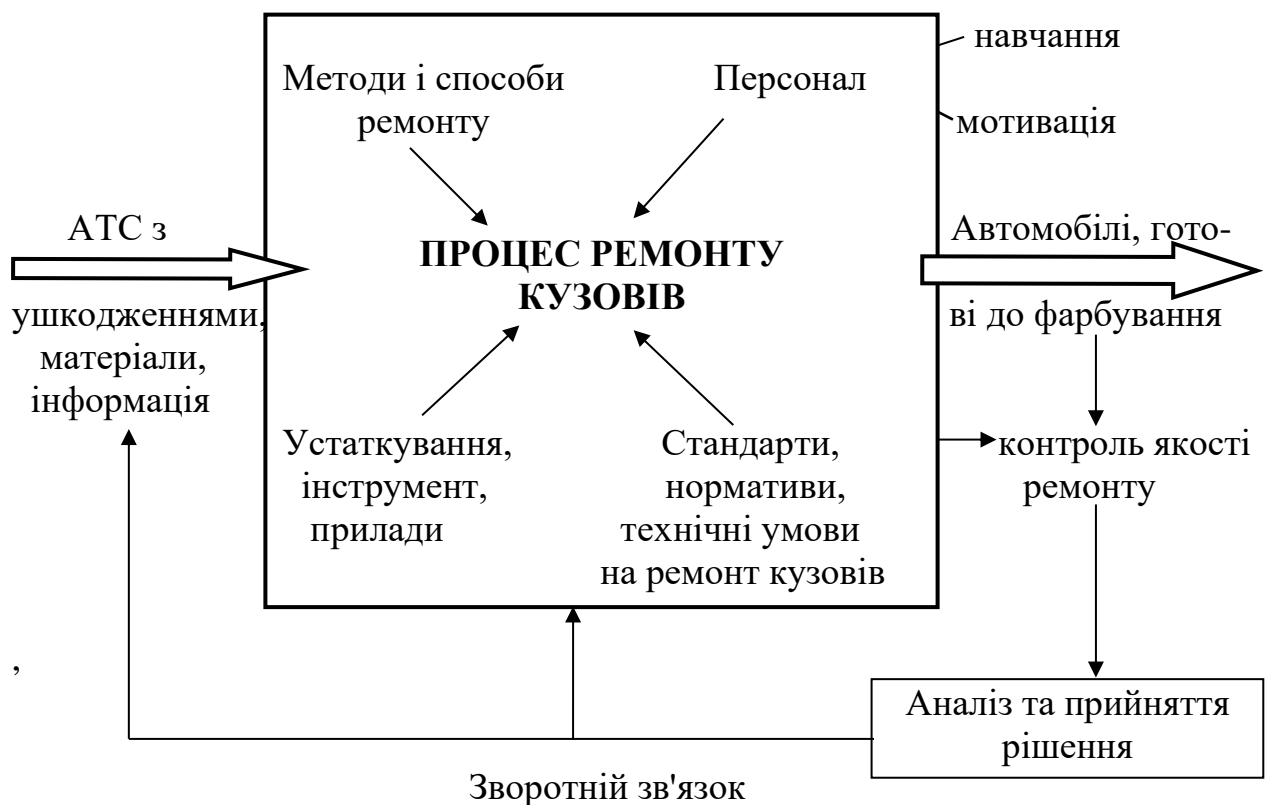 навчання
Методи і способи
ремонту
Персонал
мотивація
АТС з
ушкодженнями,
матеріали,
інформація
ПРОЦЕС РЕМОНТУ
КУЗОВІВ
Автомобілі, гото-
ві до фарбування
Устаткування,
інструмент,
прилади
Стандарти,
нормативи,
технічні умови
на ремонт кузовів
контроль якості
ремонту
,
Аналіз та прийняття
рішення
Зворотній зв'язок